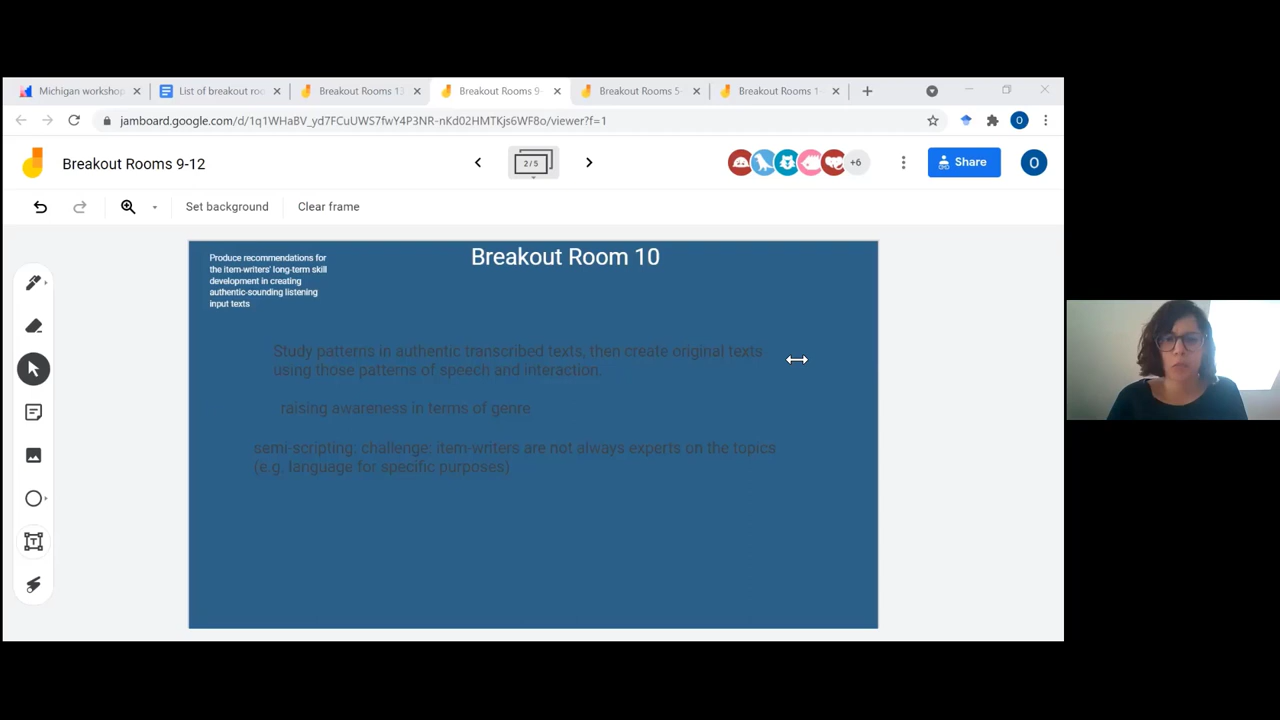 Michigan workshop
List of breakout roo
Breakout Rooms 13
Breakout Rooms 9-
Breakout Rooms 5-
Breakout Rooms 1-
jamboard.google.com/d/1q1WHaBV_yd7FCuUWS7fwY4P3NR-nKd02HMTKjs6WF8o/viewer?f=1
O
Breakout Rooms 9-12
2/5
+6
Share
O
Set background
Clear frame
Breakout Room 10
Produce recommendations for
the item-writers' long-term skill
development in creating
authentic-sounding listening
input texts
Study patterns in authentic transcribed texts, then create original texts
using those patterns of speech and interaction.
raising awareness in terms of genre
semi-scripting. challenge: item-writers are not always experts on the topics
(e.g. language for specific purposes)